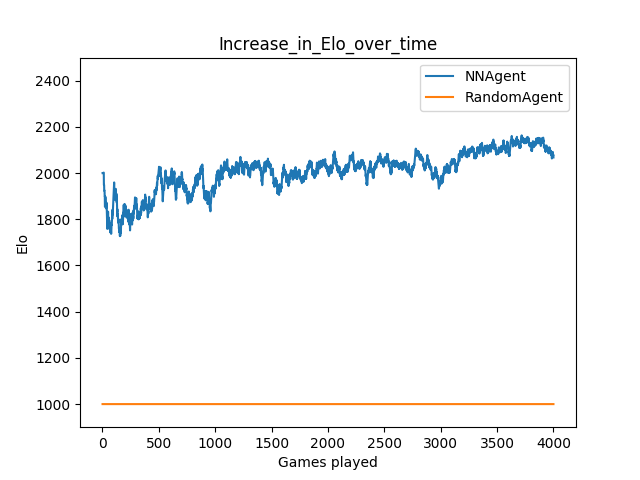 Increase_in_Elo_over_time
NNAgent
RandomAgent
2400
2200
2000
1800
1600
1400
1200
1000
Elo
0 500 1000 1500 2000 2500 3000 3500 4000
Games played